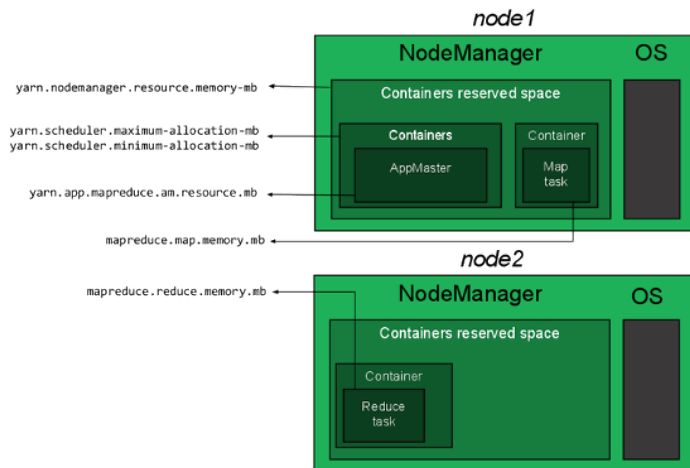 node1
NodeManager
OS
yarn.nodemanager.resource.memory-mb
Containers reserved space
yarn.scheduler.maximum-allocation-mb
yarn.scheduler.minimum-allocation-mb
Containers
Container
AppMaster
Map
task
yarn.app.mapreduce.am.resource.mb
mapreduce.map.memory.mb
node2
mapreduce.reduce.memory.mb
NodeManager
OS
Containers reserved space
Container
Reduce
task